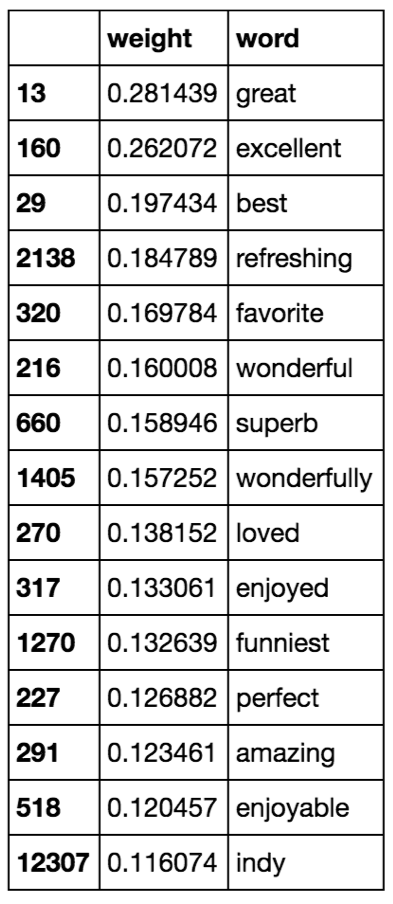 weight word
13 0.281439 great
160 0.262072 excellent
29 0.197434 best
2138 0.184789 refreshing
320 0.169784 favorite
216 0.160008 wonderful
660 0.158946 superb
1405 0.157252 wonderfully
270 0.138152 loved
317 0.133061 enjoyed
1270 0.132639 funniest
227 0.126882 perfect
291 0.123461 amazing
518 0.120457 enjoyable
12307 0.116074 indy